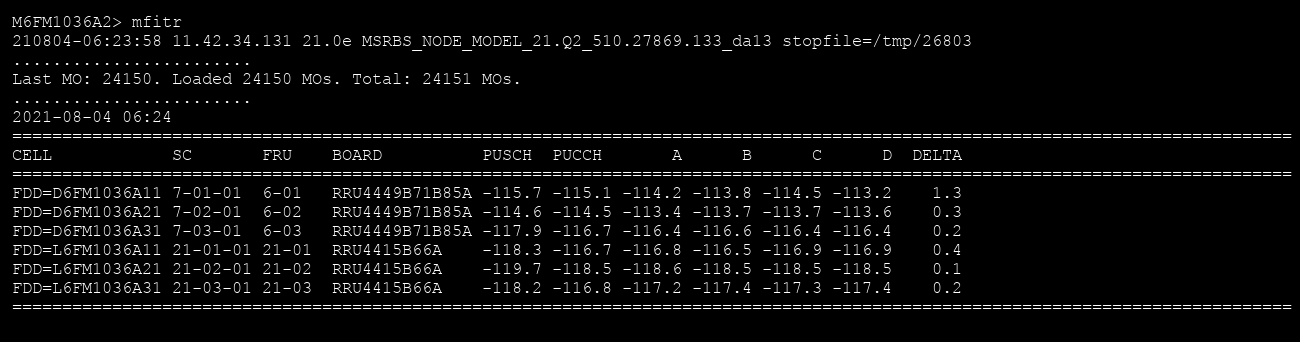 M6FM1036A2> mfitr
210804-06:23:58 11.42.34.131 21.0e MSRBS_NODE_MODEL_21.Q2_510.27869.133_da13 stopfile=/tmp/26803
........................
Last MO: 24150. Loaded 24150 MOs. Total: 24151 MOs.
........................
2021-08-04 06:24
================================================================================================================================
CELL            SC       FRU    BOARD          PUSCH  PUCCH       A      B      C      D  DELTA
================================================================================================================================
FDD=D6FM1036A11 7-01-01  6-01   RRU4449B71B85A -115.7 -115.1 -114.2 -113.8 -114.5 -113.2    1.3
FDD=D6FM1036A21 7-02-01  6-02   RRU4449B71B85A -114.6 -114.5 -113.4 -113.7 -113.7 -113.6    0.3
FDD=D6FM1036A31 7-03-01  6-03   RRU4449B71B85A -117.9 -116.7 -116.4 -116.6 -116.4 -116.4    0.2
FDD=L6FM1036A11 21-01-01 21-01  RRU4415B66A    -118.3 -116.7 -116.8 -116.5 -116.9 -116.9    0.4
FDD=L6FM1036A21 21-02-01 21-02  RRU4415B66A    -119.7 -118.5 -118.6 -118.5 -118.5 -118.5    0.1
FDD=L6FM1036A31 21-03-01 21-03  RRU4415B66A    -118.2 -116.8 -117.2 -117.4 -117.3 -117.4    0.2
================================================================================================================================